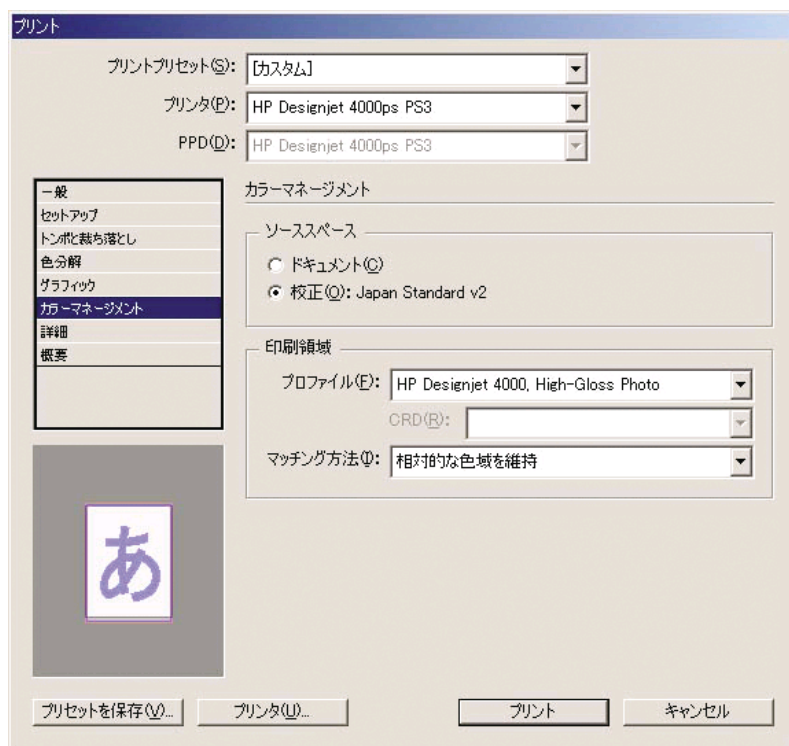 プリント
プリントプリセット(S): [カスタム]
プリンタ(P): HP Designjet 4000ps PS3
PPD(D): HP Designjet 4000ps PS3
一般
セットアップ
トンボと裁ち落とし
色分解
グラフィック
カラーマネージメント
詳細
概要
カラーマネージメント
ソーススペース
ドキュメント(C)
校正(O): Japan Standard v2
印刷領域
プロファイル(F): HP Designjet 4000, High-Gloss Photo
CRD(R):
マッチング方法(I): 相対的な色域を維持
あ
プリセットを保存(V)...
プリンタ(U)...
プリント
キャンセル